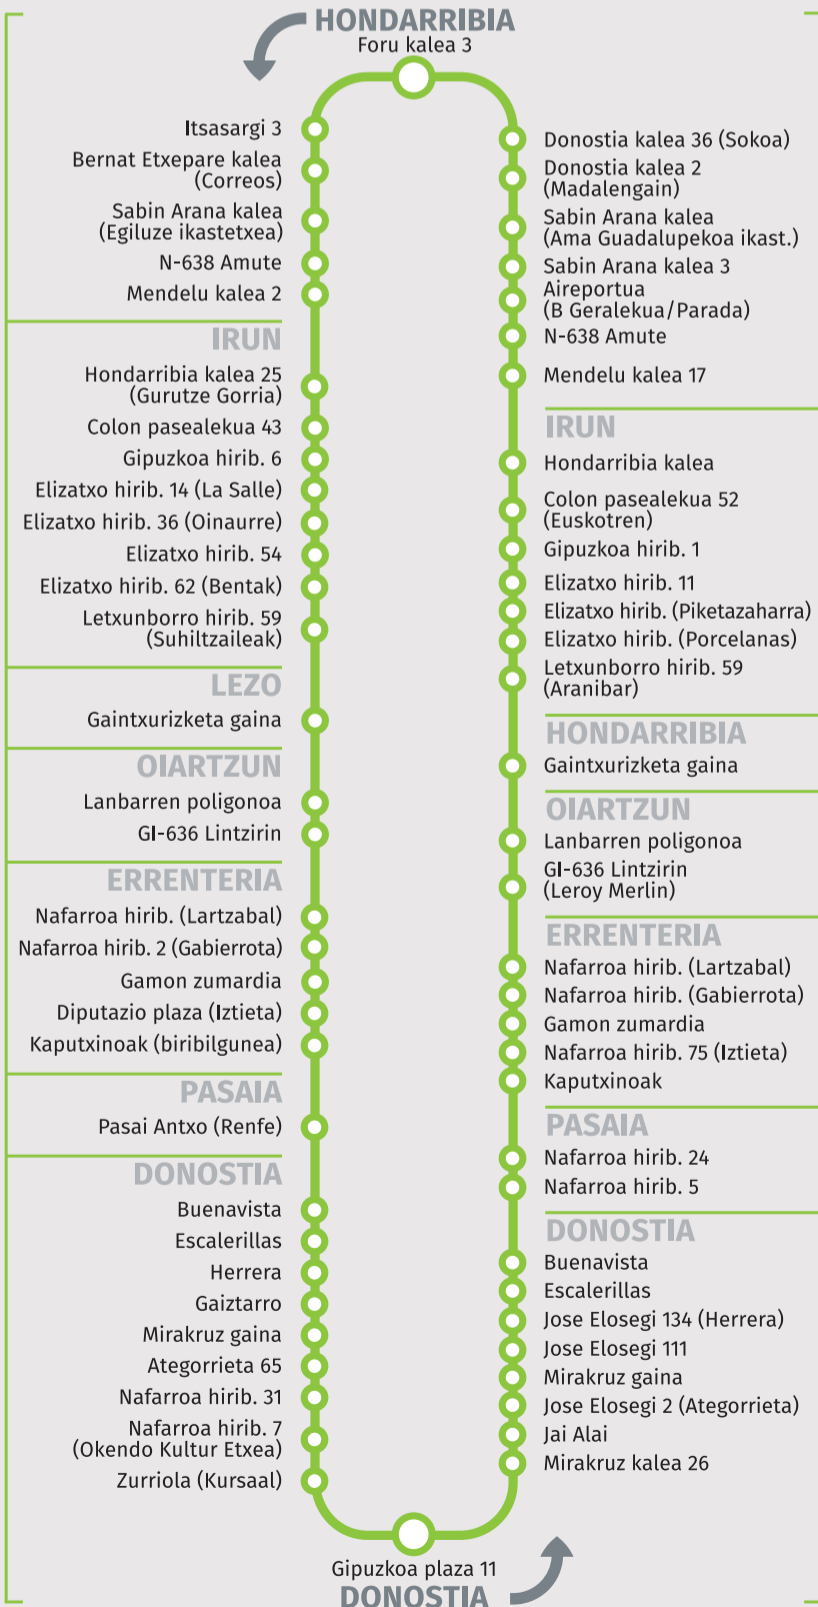 HONDARRIBIA
Foru kalea 3
Itsasargi 3
Bernat Etxepare kalea
(Correos)
Sabin Arana kalea
(Egiluze ikastetxea)
N-638 Amute
Mendelu kalea 2
IRUN
Hondarribia kalea 25
(Gurutze Gorria)
Colon pasealekua 43
Gipuzkoa hirib. 6
Elizatxo hirib. 14 (La Salle)
Elizatxo hirib. 36 (Oinaurre)
Elizatxo hirib. 54
Elizatxo hirib. 62 (Bentak)
Letxunborro hirib. 59
(Suhiltzaileak)
LEZO
Gaintxurizketa gaina
OIARTZUN
Lanbarren poligonoa
GI-636 Lintzirin
ERRENTERIA
Nafarroa hirib. (Lartzabal)
Nafarroa hirib. 2 (Gabierrota)
Gamon zumardia
Diputazio plaza (Iztieta)
Kaputxinoak (biribilgunea)
PASAIA
Pasai Antxo (Renfe)
DONOSTIA
Buenavista
Escalerillas
Herrera
Gaiztarro
Mirakruz gaina
Ategorrieta 65
Nafarroa hirib. 31
Nafarroa hirib. 7
(Okendo Kultur Etxea)
Zurriola (Kursaal)
Donostia kalea 36 (Sokoa)
Donostia kalea 2
(Madalengain)
Sabin Arana kalea
(Ama Guadalupekoa ikast.)
Sabin Arana kalea 3
Aireportua
(B Geralekua/Parada)
N-638 Amute
Mendelu kalea 17
IRUN
Hondarribia kalea
Colon pasealekua 52
(Euskotren)
Gipuzkoa hirib. 1
Elizatxo hirib. 11
Elizatxo hirib. (Piketazaharra)
Elizatxo hirib. (Porcelanas)
Letxunborro hirib. 59
(Aranibar)
HONDARRIBIA
Gaintxurizketa gaina
OIARTZUN
Lanbarren poligonoa
GI-636 Lintzirin
(Leroy Merlin)
ERRENTERIA
Nafarroa hirib. (Lartzabal)
Nafarroa hirib. (Gabierrota)
Gamon zumardia
Nafarroa hirib. 75 (Iztieta)
Kaputxinoak
PASAIA
Nafarroa hirib. 24
Nafarroa hirib. 5
DONOSTIA
Buenavista
Escalerillas
Jose Elosegi 134 (Herrera)
Jose Elosegi 111
Mirakruz gaina
Jose Elosegi 2 (Ategorrieta)
Jai Alai
Mirakruz kalea 26
Gipuzkoa plaza 11
DONOSTIA